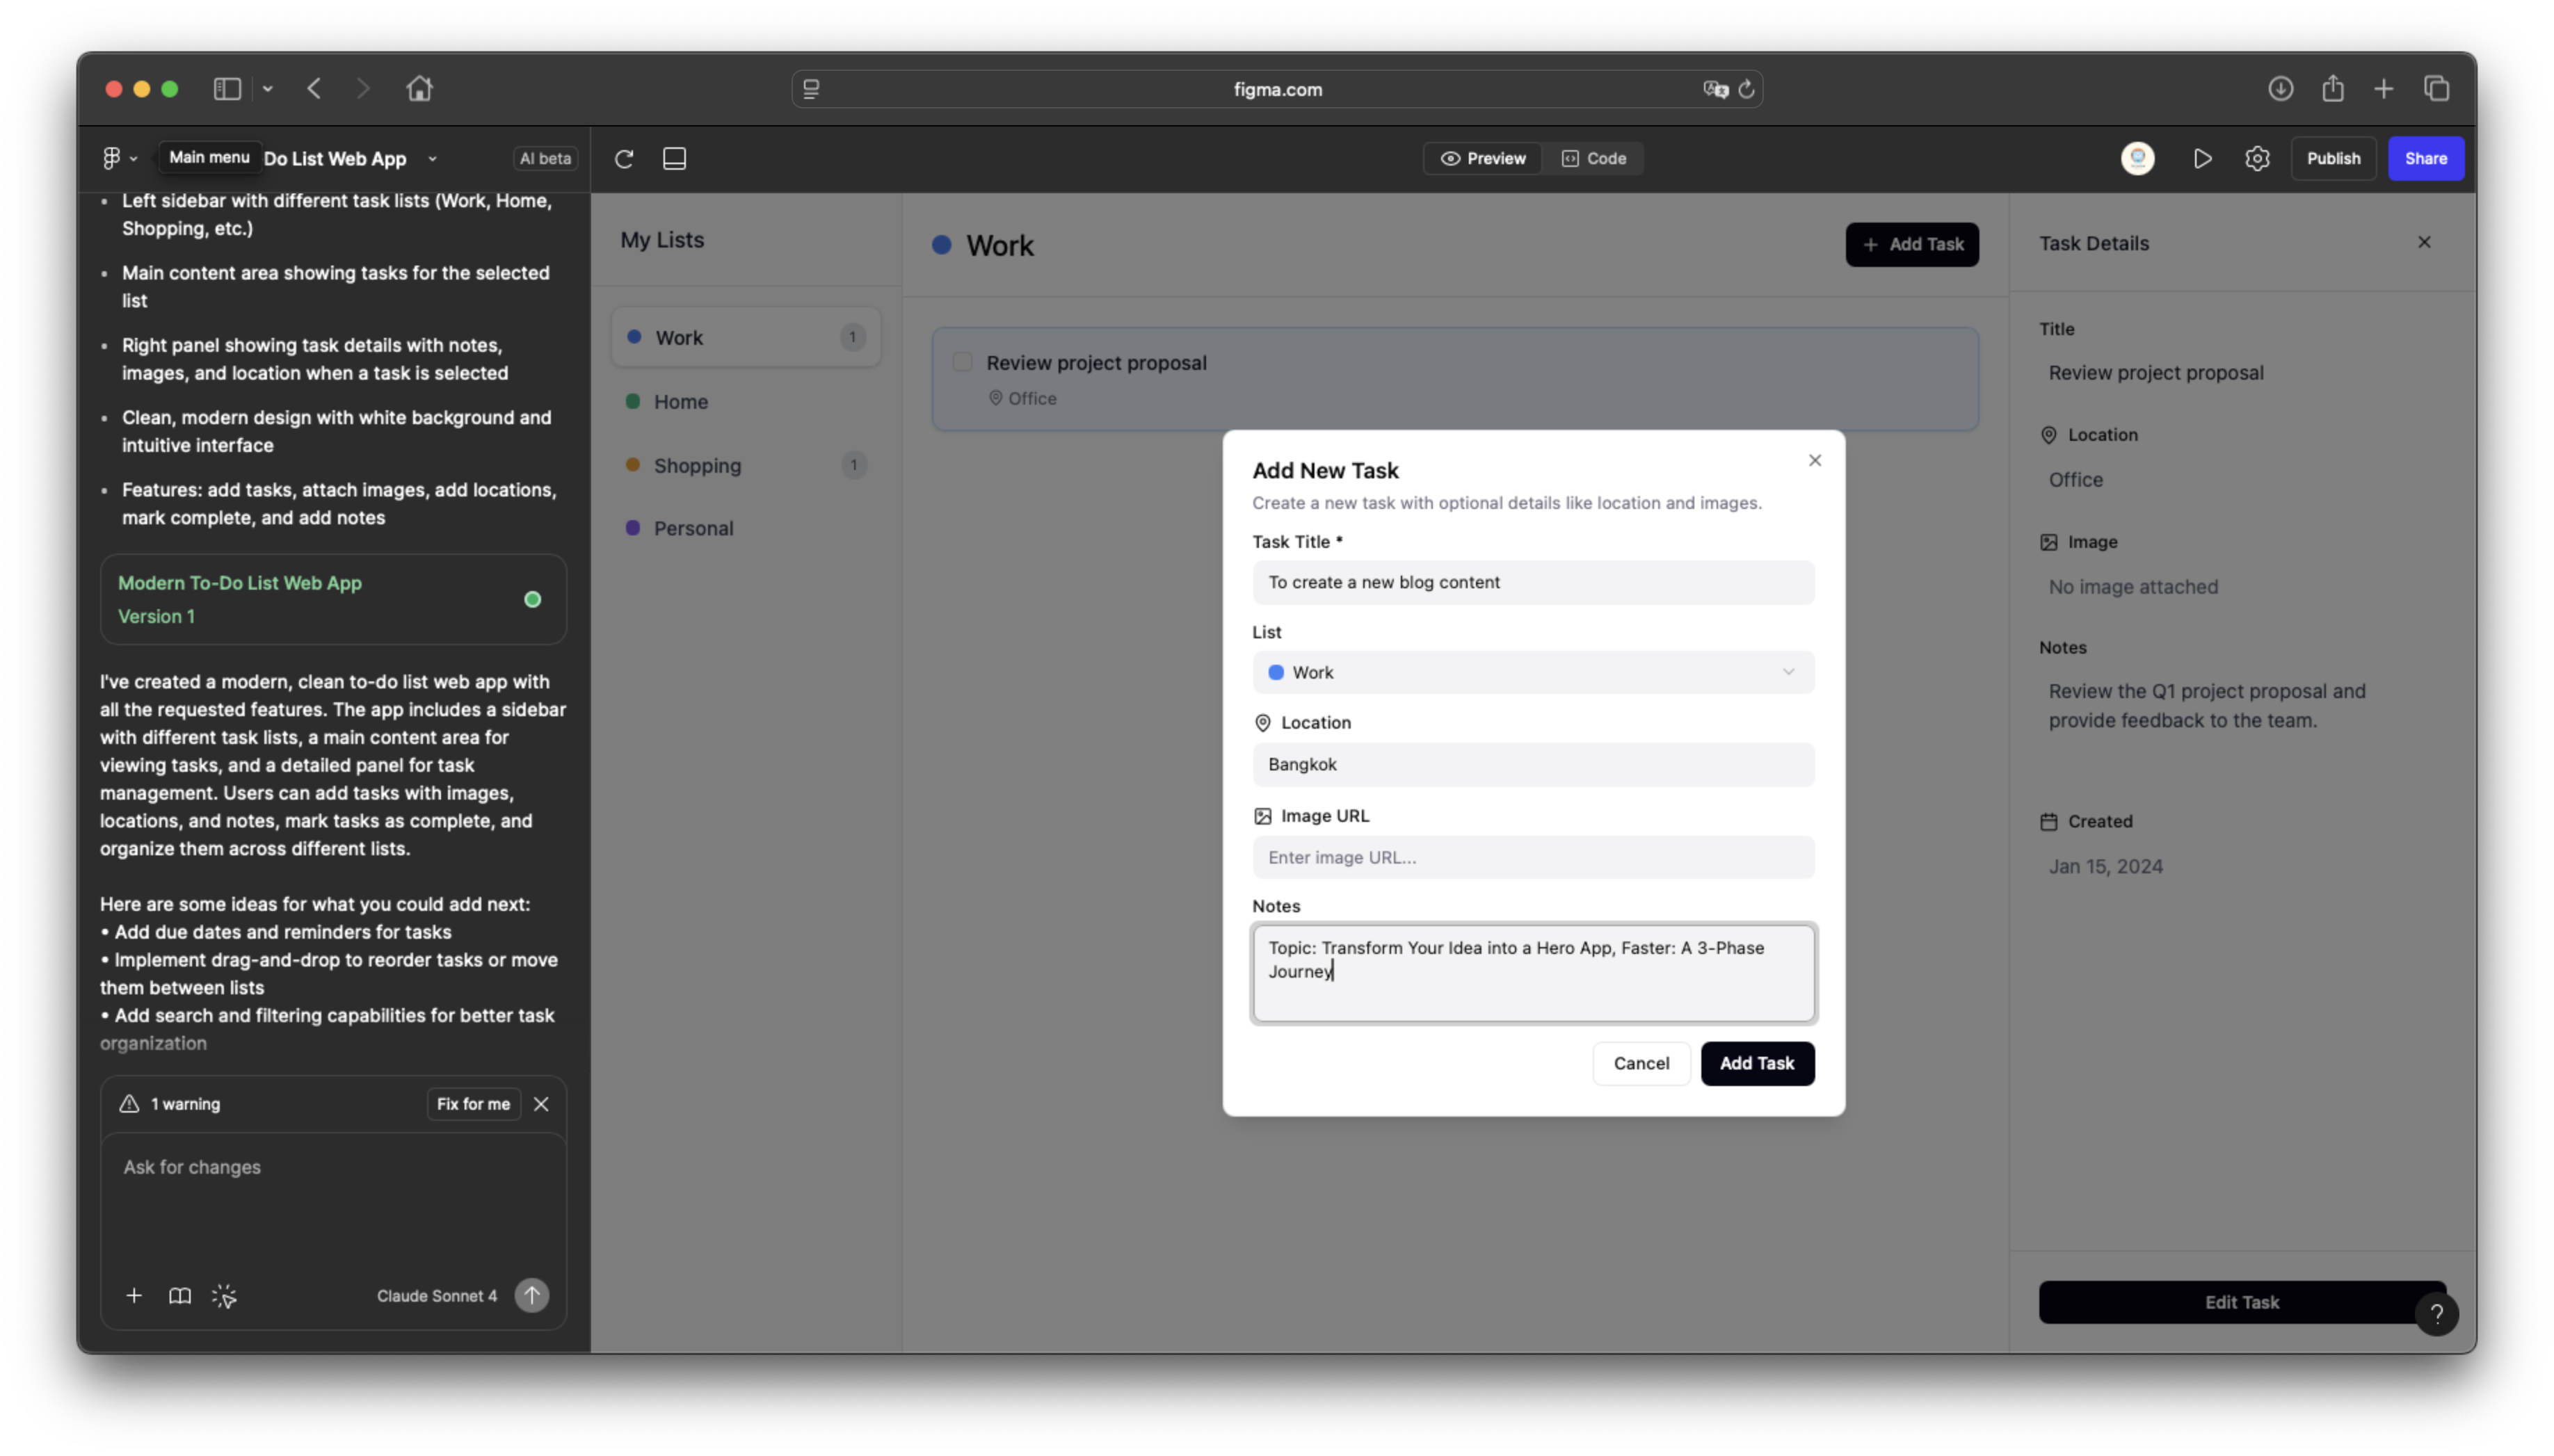 figma.com
Main menu
Do List Web App
AI beta
Preview
Code
Publish
Share
• Left sidebar with different task lists (Work, Home,
Shopping, etc.)
• Main content area showing tasks for the selected
list
• Right panel showing task details with notes,
images, and location when a task is selected
• Clean, modern design with white background and
intuitive interface
• Features: add tasks, attach images, add locations,
mark complete, and add notes
Modern To-Do List Web App
Version 1
I've created a modern, clean to-do list web app with
all the requested features. The app includes a sidebar
with different task lists, a main content area for
viewing tasks, and a detailed panel for task
management. Users can add tasks with images,
locations, and notes, mark tasks as complete, and
organize them across different lists.
Here are some ideas for what you could add next:
• Add due dates and reminders for tasks
• Implement drag-and-drop to reorder tasks or move
them between lists
• Add search and filtering capabilities for better task
organization
1 warning
Fix for me
Ask for changes
Claude Sonnet 4
My Lists
Work 1
Home
Shopping 1
Personal
Work
+ Add Task
Review project proposal
Office
Add New Task
Create a new task with optional details like location and images.
Task Title *
To create a new blog content
List
Work
Location
Bangkok
Image URL
Enter image URL...
Notes
Topic: Transform Your Idea into a Hero App, Faster: A 3-Phase
Journey
Cancel
Add Task
Task Details
Title
Review project proposal
Location
Office
Image
No image attached
Notes
Review the Q1 project proposal and
provide feedback to the team.
Created
Jan 15, 2024
Edit Task
?